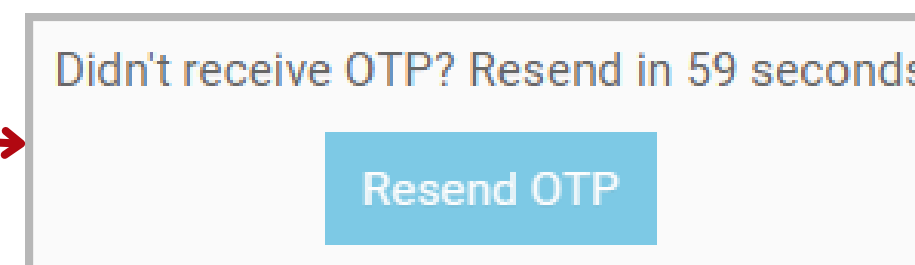 Didn't receive OTP? Resend in 59 seconds
Resend OTP